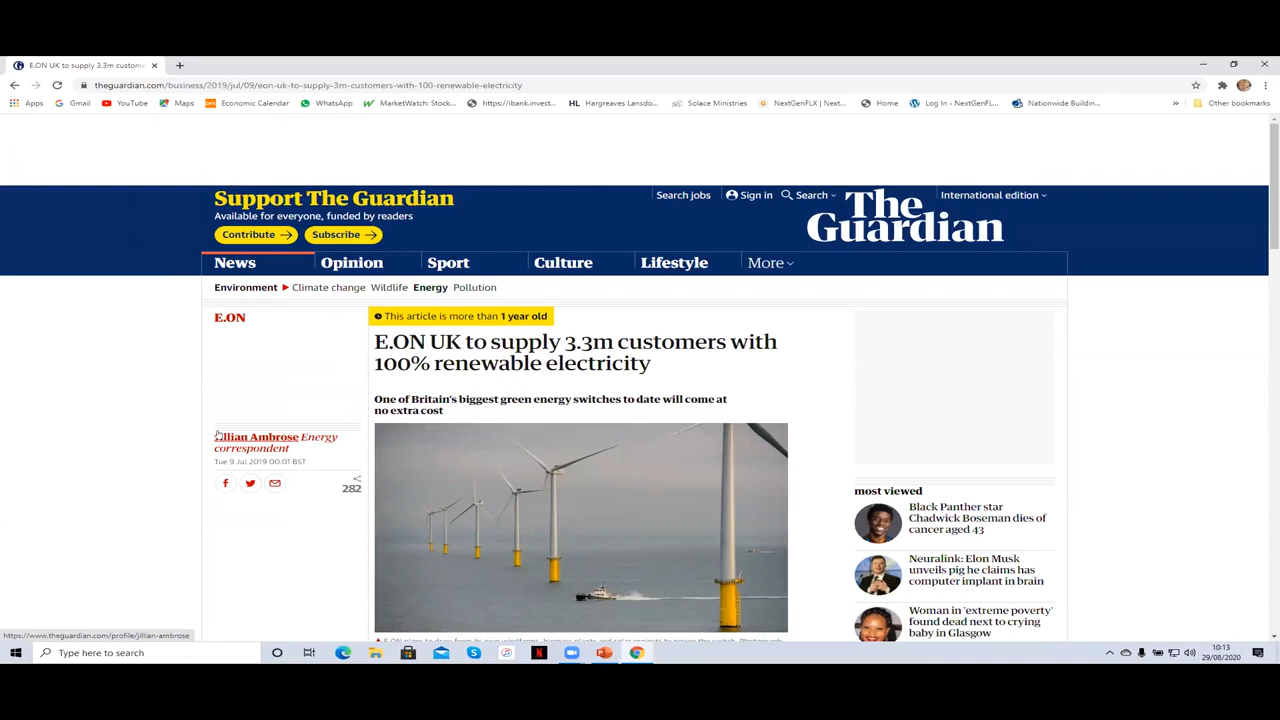 E.ON UK to supply 3.3m custom
theguardian.com/business/2019/jul/09/eon-uk-to-supply-3m-customers-with-100-renewable-electricity
Apps Gmail YouTube Maps Economic Calendar WhatsApp MarketWatch: Stock... https://ibank.invest... HL Hargreaves Lansdo... Solace Ministries NextGenFLX | Next... Home Log In ‹ NextGenFL... Nationwide Buildin... » Other bookmarks
Support The Guardian
Available for everyone, funded by readers
Contribute → Subscribe →
Search jobs Sign in Search International edition
The
Guardian
News Opinion Sport Culture Lifestyle More
Environment Climate change Wildlife Energy Pollution
E.ON
This article is more than 1 year old
E.ON UK to supply 3.3m customers with
100% renewable electricity
One of Britain's biggest green energy switches to date will come at
no extra cost
Jillian Ambrose Energy
correspondent
Tue 9 Jul 2019 00.01 BST
282
most viewed
Black Panther star
Chadwick Boseman dies of
cancer aged 43
Neuralink: Elon Musk
unveils pig he claims has
computer implant in brain
Woman in 'extreme poverty'
found dead next to crying
baby in Glasgow
https://www.theguardian.com/profile/jillian-ambrose
Type here to search
10:13
29/08/2020